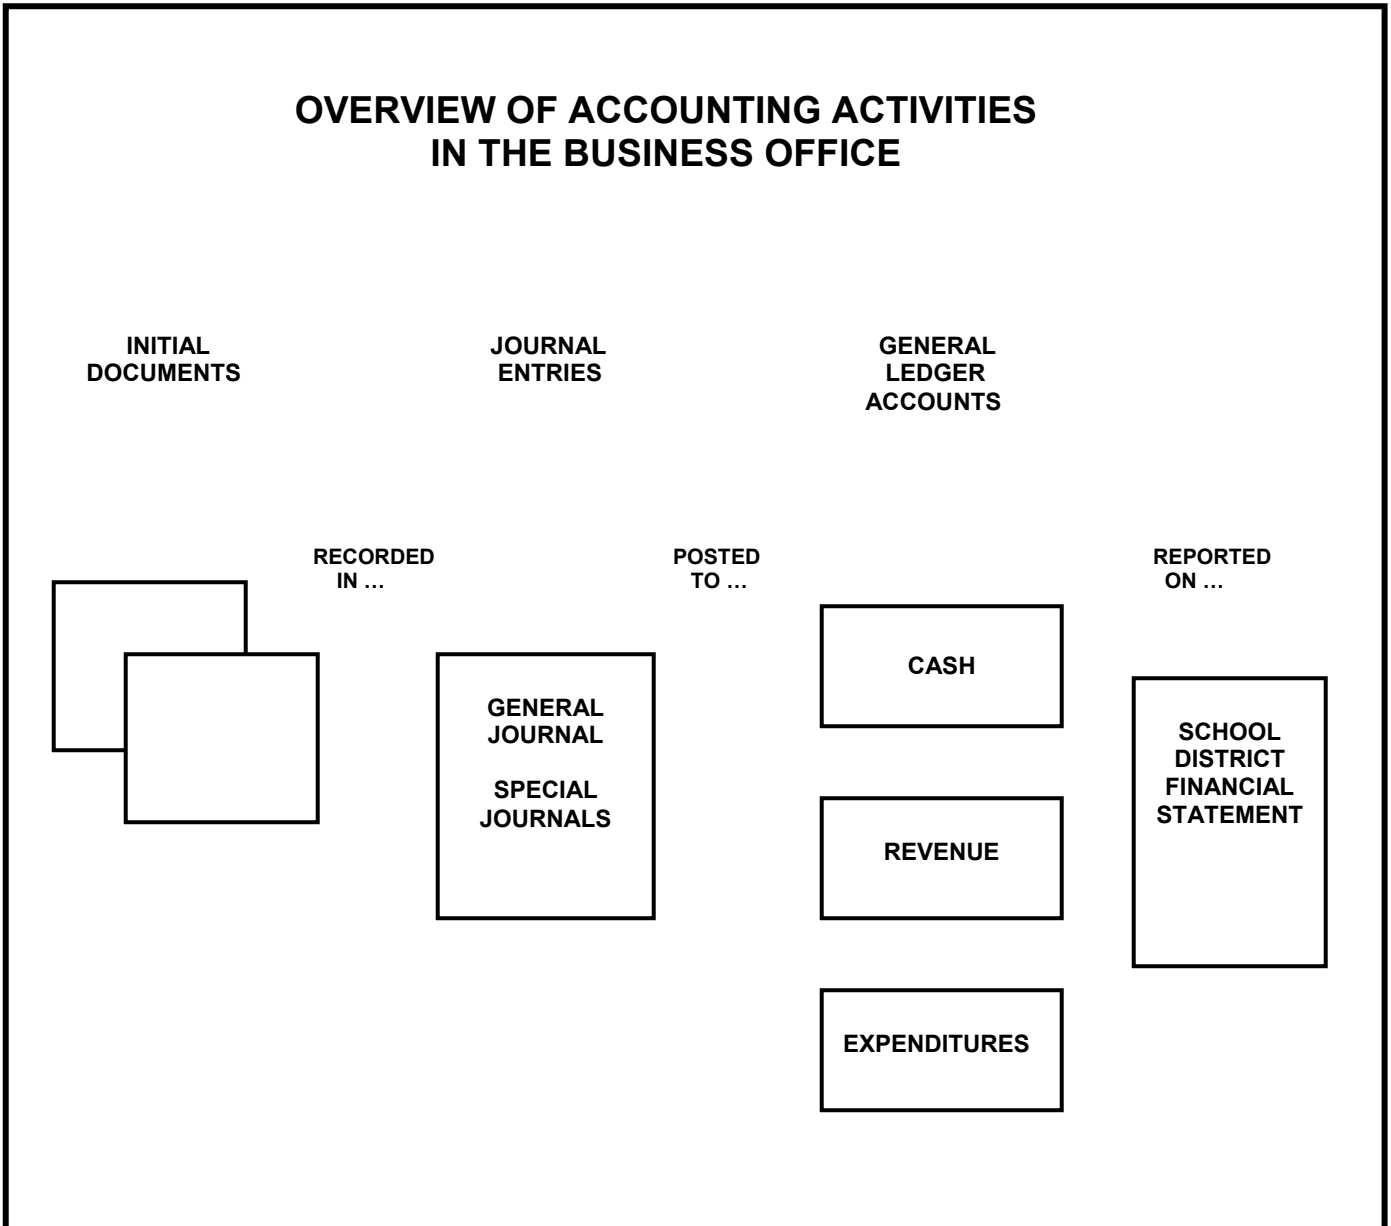 OVERVIEW OF ACCOUNTING ACTIVITIES
IN THE BUSINESS OFFICE
INITIAL
DOCUMENTS
JOURNAL
ENTRIES
GENERAL
LEDGER
ACCOUNTS
RECORDED
IN …
POSTED
TO …
REPORTED
ON …
GENERAL
JOURNAL
SPECIAL
JOURNALS
CASH
REVENUE
EXPENDITURES
SCHOOL
DISTRICT
FINANCIAL
STATEMENT